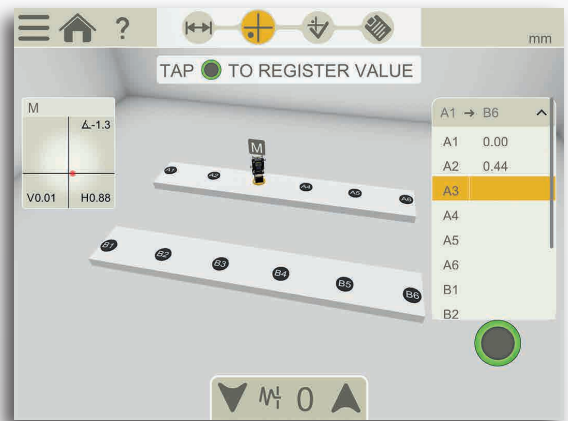 ?
mm
TAP TO REGISTER VALUE
M
∡-1.3
V0.01 H0.88
M
A1 A2 A4 A5 A6
B1 B2 B3 B4 B5 B6
A1 → B6
A1 0.00
A2 0.44
A3
A4
A5
A6
B1
B2
0